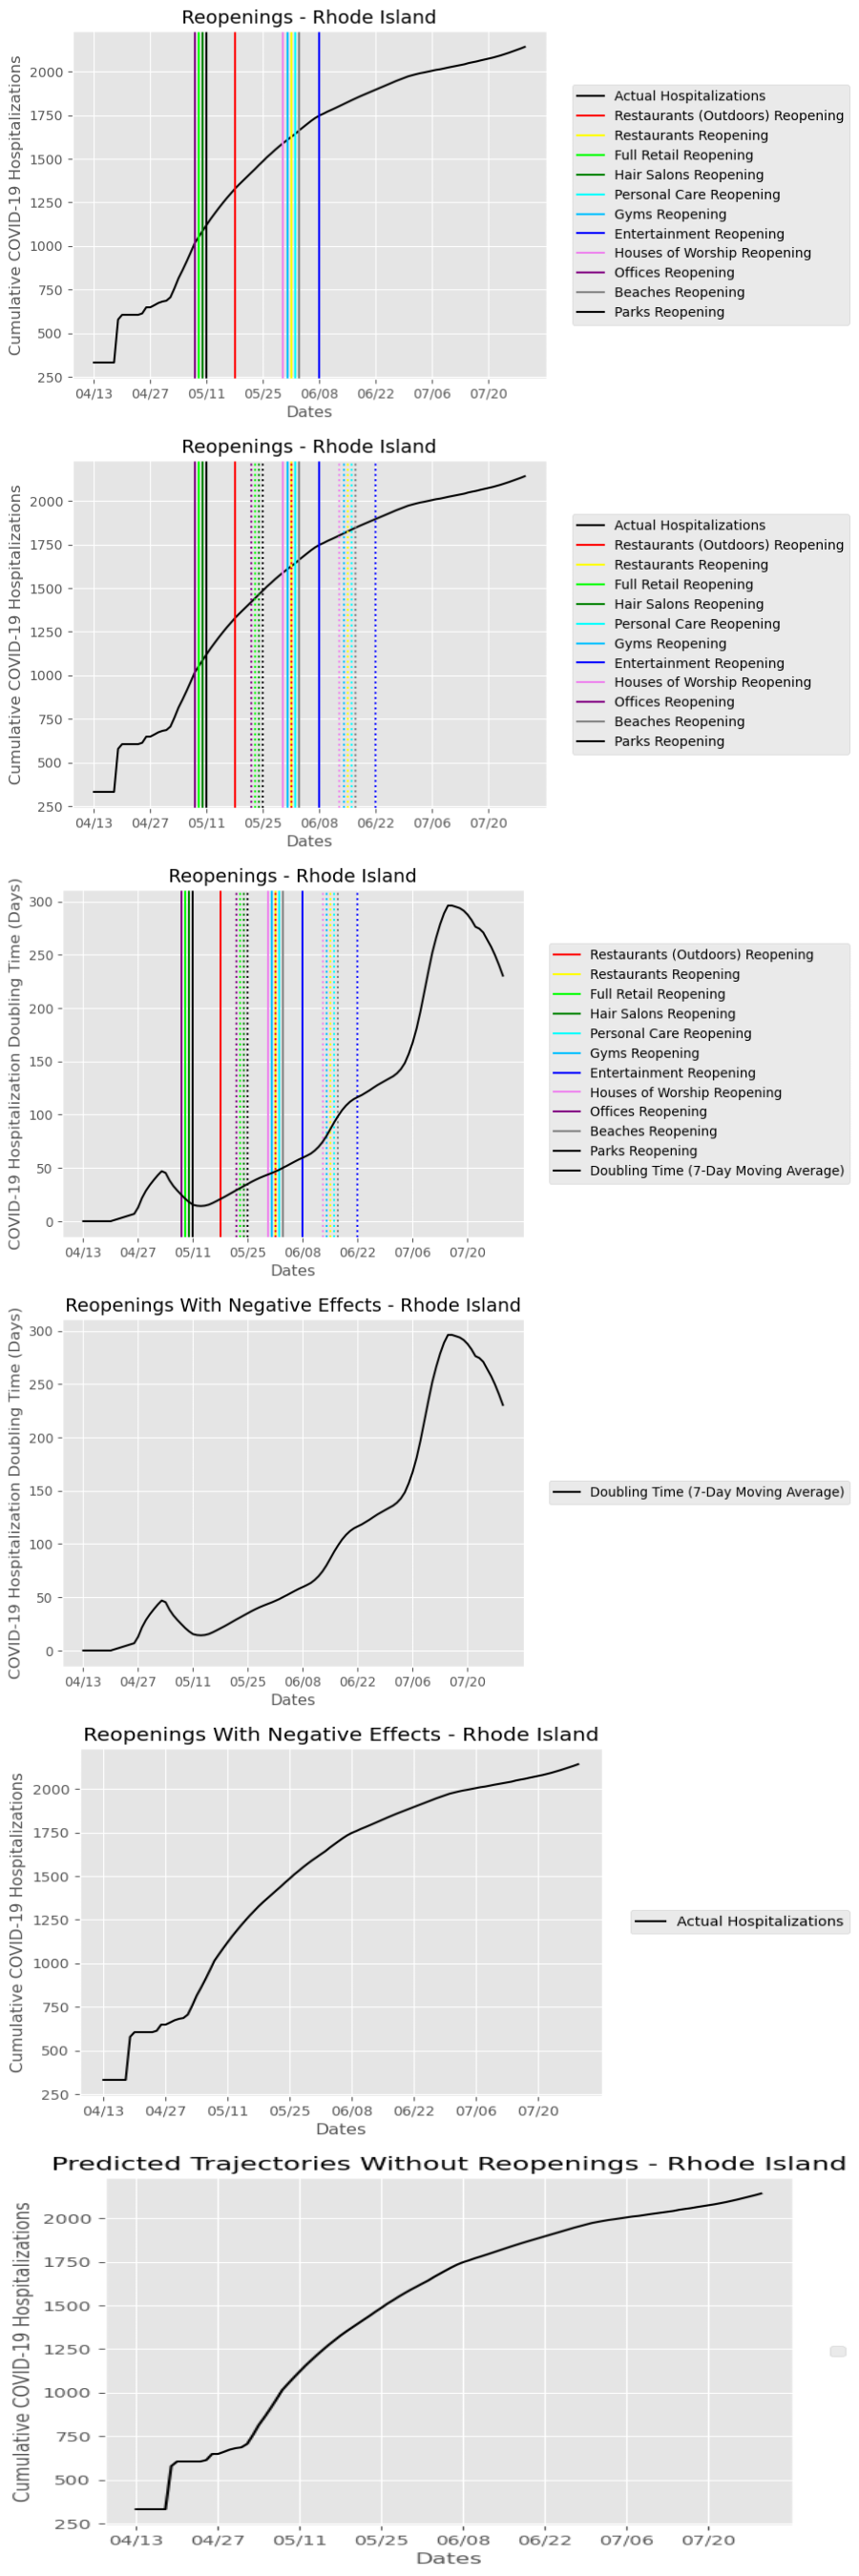 Reopenings - Rhode Island
Cumulative COVID-19 Hospitalizations
2000
1750
1500
1250
1000
750
500
250
04/13 04/27 05/11 05/25 06/08 06/22 07/06 07/20
Dates
Actual Hospitalizations
Restaurants (Outdoors) Reopening
Restaurants Reopening
Full Retail Reopening
Hair Salons Reopening
Personal Care Reopening
Gyms Reopening
Entertainment Reopening
Houses of Worship Reopening
Offices Reopening
Beaches Reopening
Parks Reopening
Reopenings - Rhode Island
Cumulative COVID-19 Hospitalizations
2000
1750
1500
1250
1000
750
500
250
04/13 04/27 05/11 05/25 06/08 06/22 07/06 07/20
Dates
Actual Hospitalizations
Restaurants (Outdoors) Reopening
Restaurants Reopening
Full Retail Reopening
Hair Salons Reopening
Personal Care Reopening
Gyms Reopening
Entertainment Reopening
Houses of Worship Reopening
Offices Reopening
Beaches Reopening
Parks Reopening
Reopenings - Rhode Island
COVID-19 Hospitalization Doubling Time (Days)
300
250
200
150
100
50
0
04/13 04/27 05/11 05/25 06/08 06/22 07/06 07/20
Dates
Restaurants (Outdoors) Reopening
Restaurants Reopening
Full Retail Reopening
Hair Salons Reopening
Personal Care Reopening
Gyms Reopening
Entertainment Reopening
Houses of Worship Reopening
Offices Reopening
Beaches Reopening
Parks Reopening
Doubling Time (7-Day Moving Average)
Reopenings With Negative Effects - Rhode Island
COVID-19 Hospitalization Doubling Time (Days)
300
250
200
150
100
50
0
04/13 04/27 05/11 05/25 06/08 06/22 07/06 07/20
Dates
Doubling Time (7-Day Moving Average)
Reopenings With Negative Effects - Rhode Island
Cumulative COVID-19 Hospitalizations
2000
1750
1500
1250
1000
750
500
250
04/13 04/27 05/11 05/25 06/08 06/22 07/06 07/20
Dates
Actual Hospitalizations
Predicted Trajectories Without Reopenings - Rhode Island
Cumulative COVID-19 Hospitalizations
2000
1750
1500
1250
1000
750
500
250
04/13 04/27 05/11 05/25 06/08 06/22 07/06 07/20
Dates